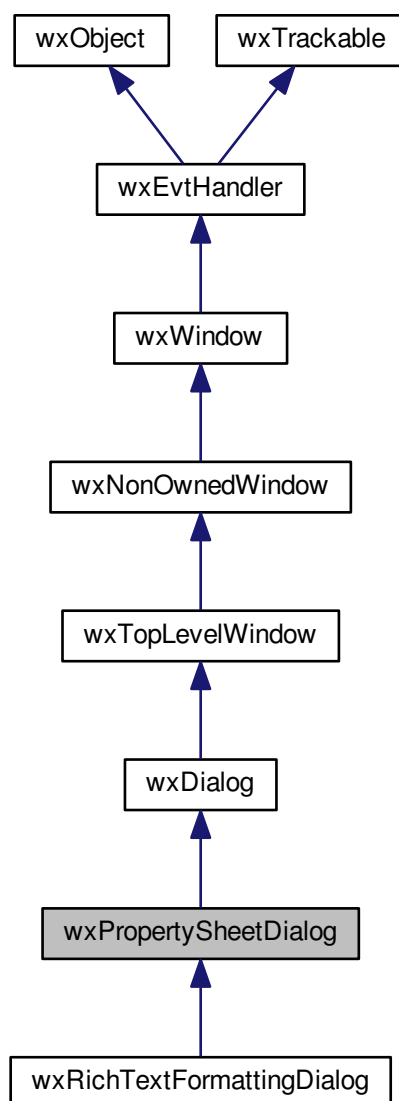 wxObject
wxTrackable
wxEvtHandler
wxWindow
wxNonOwnedWindow
wxTopLevelWindow
wxDialog
wxPropertySheetDialog
wxRichTextFormattingDialog